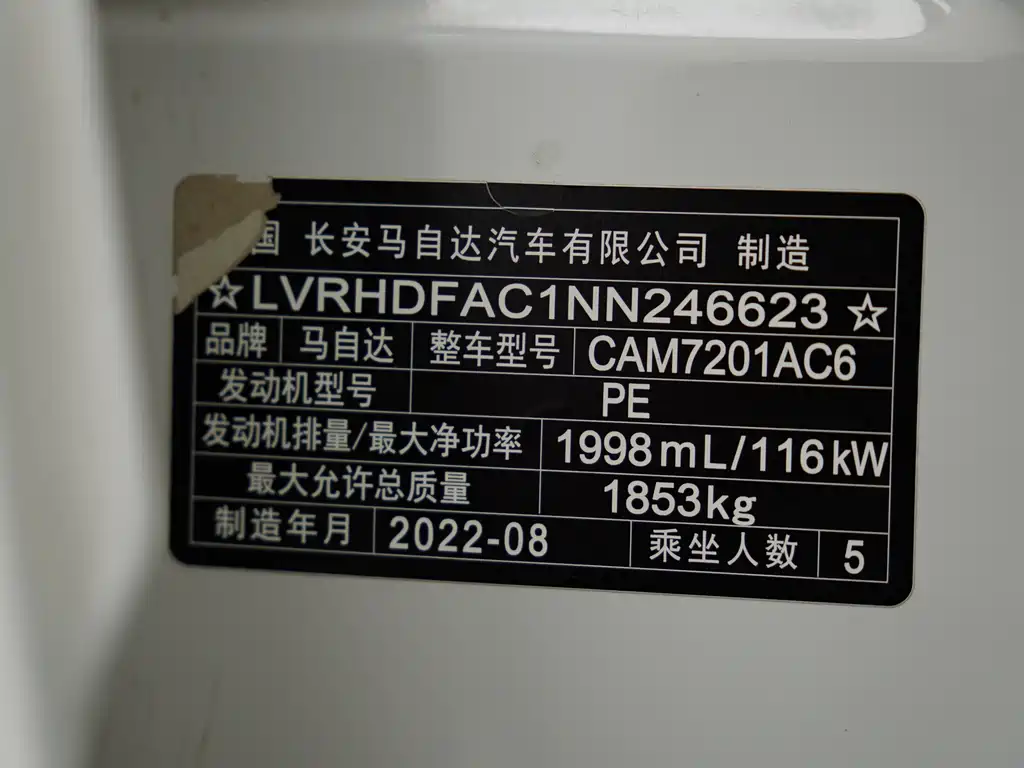 国 长安马自达汽车有限公司 制造
☆LVRHDFAC1NN246623☆
品牌 马自达 整车型号 CAM7201AC6
发动机型号 PE
发动机排量/最大净功率 1998mL/116kW
最大允许总质量 1853kg
制造年月 2022-08 乘坐人数 5